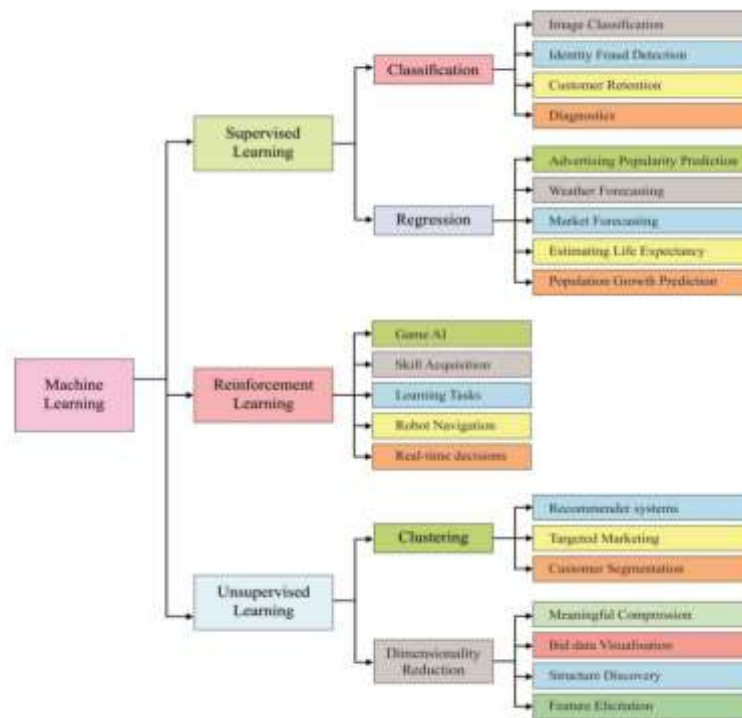 Image Classification
Identity Fraud Detection
Classification
Customer Retention
Diagnostics
Supervised
Learning
Advertising Popularity Prediction
Weather Forecasting
Regression
Market Forecasting
Estimating Life Expectancy
Population Growth Prediction
Machine
Learning
Reinforcement
Learning
Game AI
Skill Acquisition
Learning Tasks
Robot Navigation
Real-time decisions
Unsupervised
Learning
Clustering
Recommender systems
Targeted Marketing
Customer Segmentation
Dimensionality
Reduction
Meaningful Compression
Bid data Visualisation
Structure Discovery
Feature Elicitation